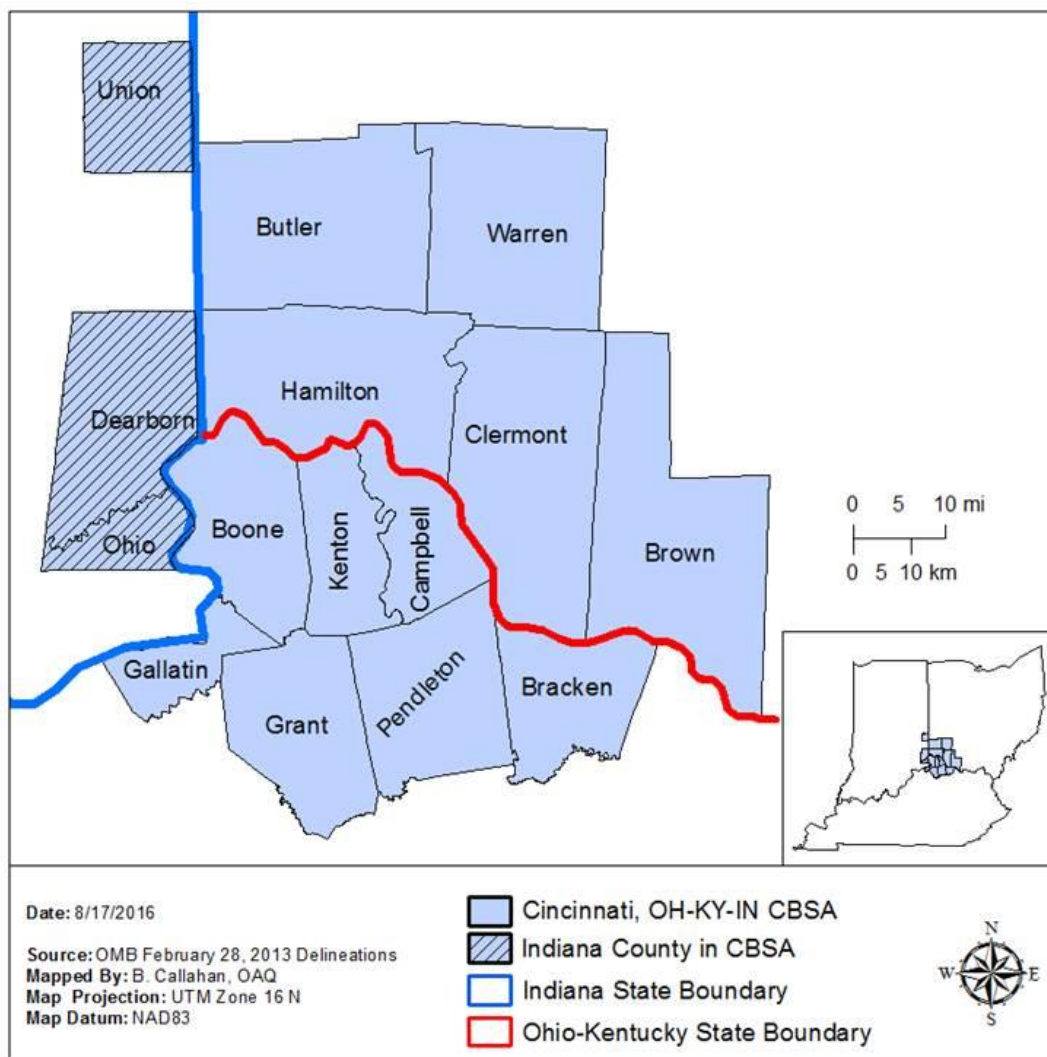 Union
Butler
Warren
Hamilton
Dearborn
Clermont
Boone
Kenton
Campbell
Ohio
Brown
Gallatin
Grant
Pendleton
Bracken
0 5 10 mi
0 5 10 km
Date: 8/17/2016
Source: OMB February 28, 2013 Delineations
Mapped By: B. Callahan, OAQ
Map Projection: UTM Zone 16 N
Map Datum: NAD83
Cincinnati, OH-KY-IN CBSA
Indiana County in CBSA
Indiana State Boundary
Ohio-Kentucky State Boundary
N
W E
S